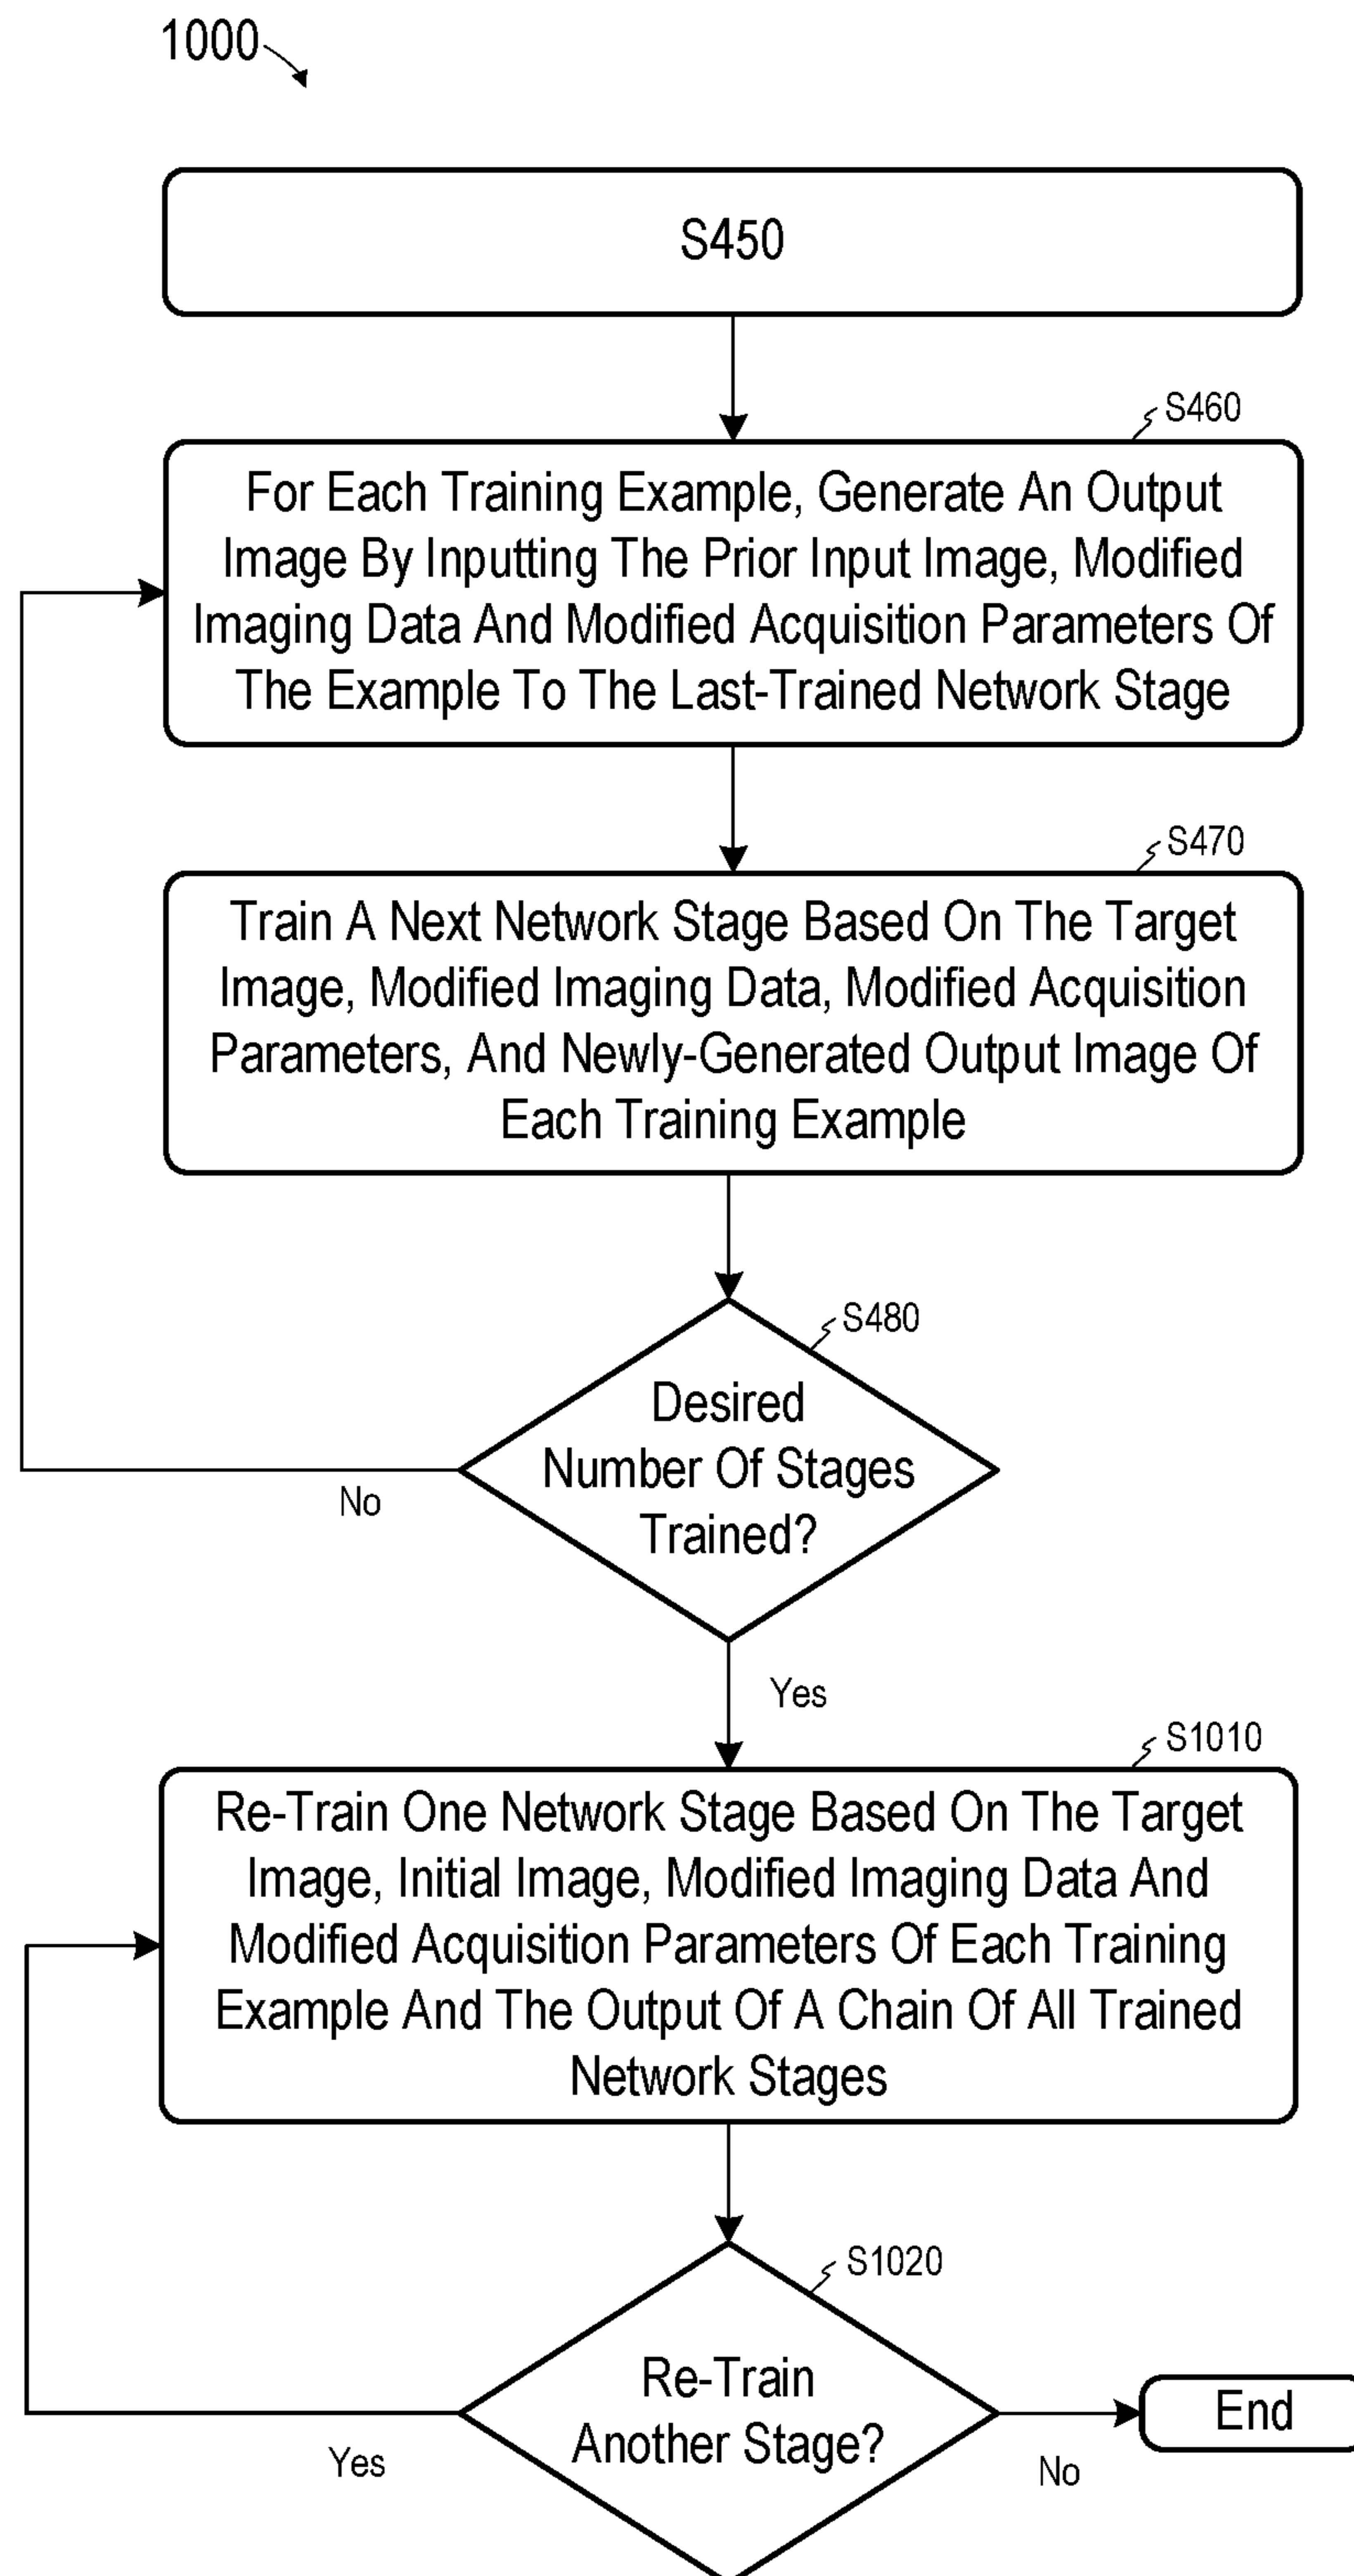 1000
S450
S460
For Each Training Example, Generate An Output
Image By Inputting The Prior Input Image, Modified
Imaging Data And Modified Acquisition Parameters Of
The Example To The Last-Trained Network Stage
S470
Train A Next Network Stage Based On The Target
Image, Modified Imaging Data, Modified Acquisition
Parameters, And Newly-Generated Output Image Of
Each Training Example
S480
Desired
Number Of Stages
Trained?
No
Yes
S1010
Re-Train One Network Stage Based On The Target
Image, Initial Image, Modified Imaging Data And
Modified Acquisition Parameters Of Each Training
Example And The Output Of A Chain Of All Trained
Network Stages
S1020
Re-Train
Another Stage?
Yes
No
End